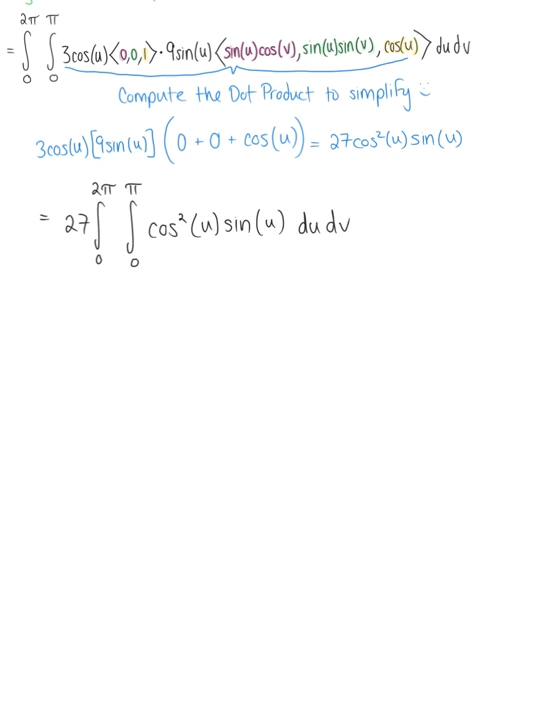 = ∫₀^2π ∫₀^π 3cos(u)<0,0,1> · 9sin(u)<sin(u)cos(v), sin(u)sin(v), cos(u)> du dv
Compute the Dot Product to simplify :)
3cos(u)[9sin(u)](0 + 0 + cos(u)) = 27cos²(u)sin(u)
= 27∫₀^2π ∫₀^π cos²(u)sin(u) du dv